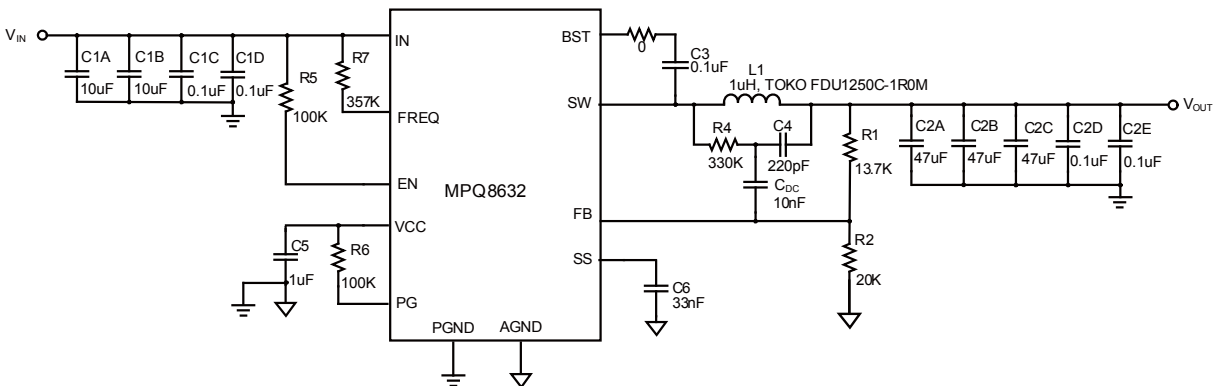 VIN
C1A
10uF
C1B
10uF
C1C
0.1uF
C1D
0.1uF
R5
100K
R7
357K
IN
FREQ
EN
VCC
PG
C5
1uF
R6
100K
MPQ8632
PGND
AGND
BST
SW
FB
SS
0
C3
0.1uF
L1
1uH, TOKO FDU1250C-1R0M
R4
330K
C4
220pF
CDC
10nF
R1
13.7K
R2
20K
C6
33nF
C2A
47uF
C2B
47uF
C2C
47uF
C2D
0.1uF
C2E
0.1uF
VOUT